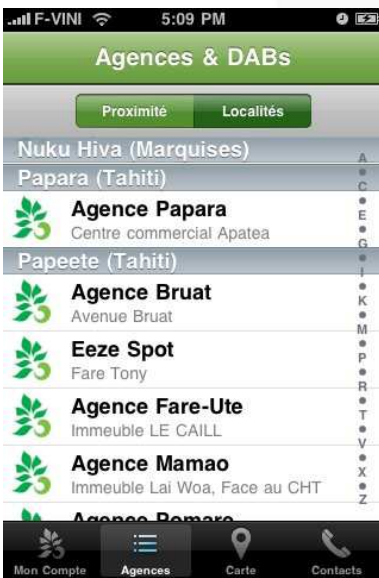 F-VINI 5:09 PM
Agences & DABs
Proximité Localités
Nuku Hiva (Marquises)
Papara (Tahiti)
Agence Papara
Centre commercial Apatea
Papeete (Tahiti)
Agence Bruat
Avenue Bruat
Eeze Spot
Fare Tony
Agence Fare-Ute
Immeuble LE CAILL
Agence Mamao
Immeuble Lai Woa, Face au CHT
Agence Pomare
A
C
E
G
I
K
M
P
R
T
V
X
Z
Mon Compte Agences Carte Contacts